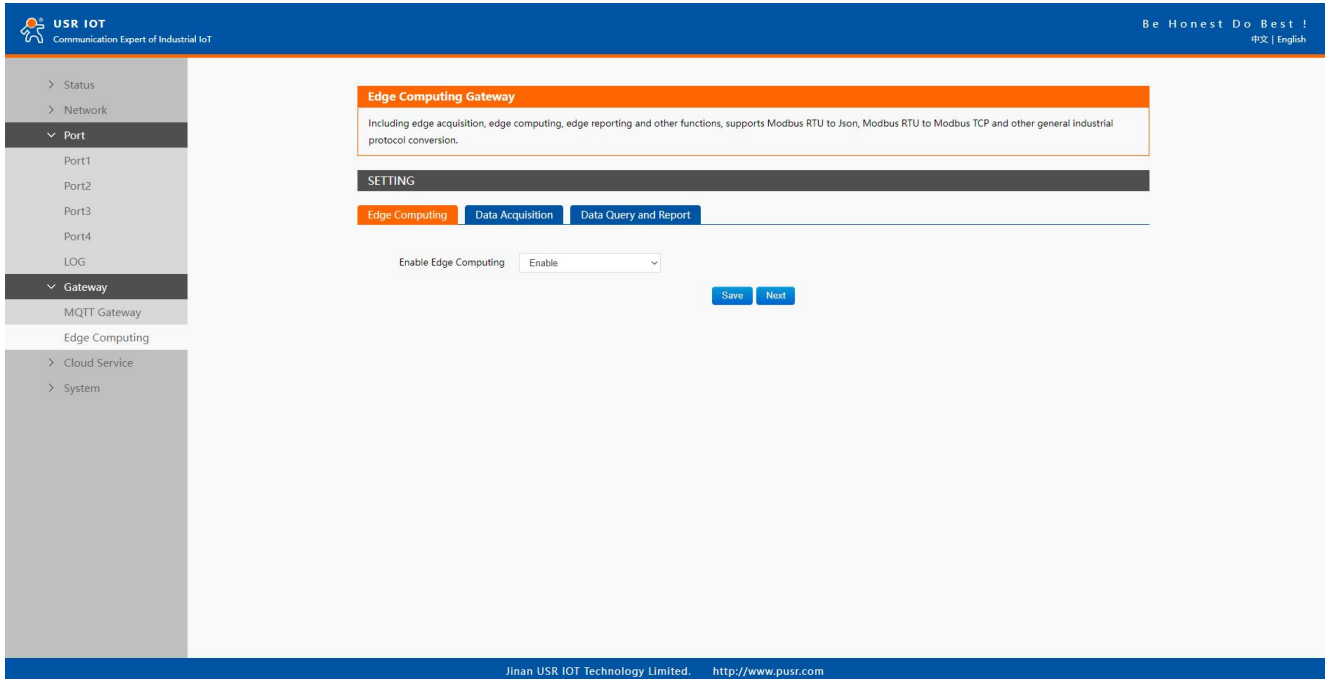 USR IOT
Communication Expert of Industrial IoT
Be Honest Do Best !
中文 | English
Status
Network
Port
Port1
Port2
Port3
Port4
LOG
Gateway
MQTT Gateway
Edge Computing
Cloud Service
System
Edge Computing Gateway
Including edge acquisition, edge computing, edge reporting and other functions, supports Modbus RTU to Json, Modbus RTU to Modbus TCP and other general industrial
protocol conversion.
SETTING
Edge Computing Data Acquisition Data Query and Report
Enable Edge Computing Enable
Save Next
Jinan USR IOT Technology Limited. http://www.pusr.com